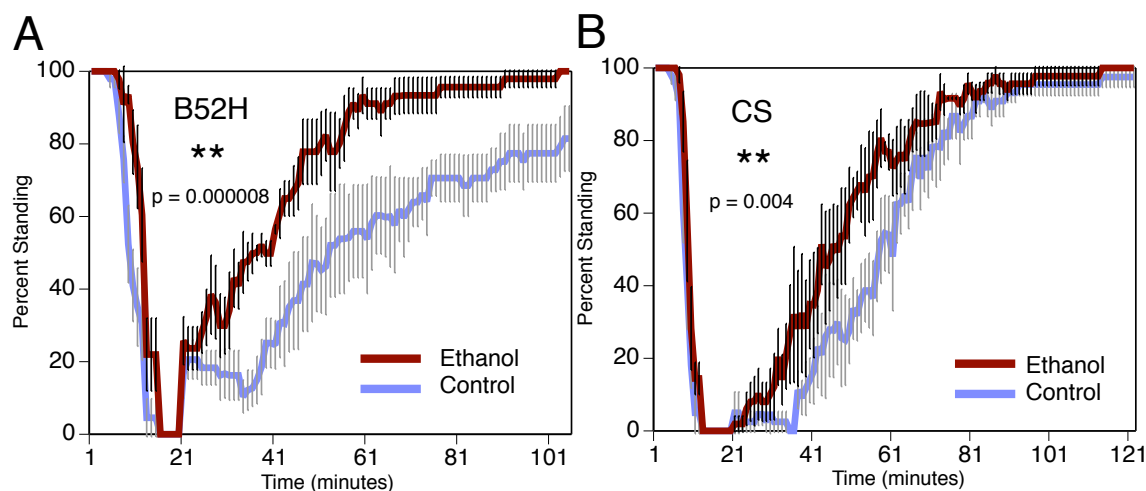 A
Percent Standing
100
80
60
40
20
0
B52H
**
p = 0.000008
Ethanol
Control
1
21
41
61
81
101
Time (minutes)
B
Percent Standing
100
80
60
40
20
0
CS
**
p = 0.004
Ethanol
Control
1
21
41
61
81
101
121
Time (minutes)